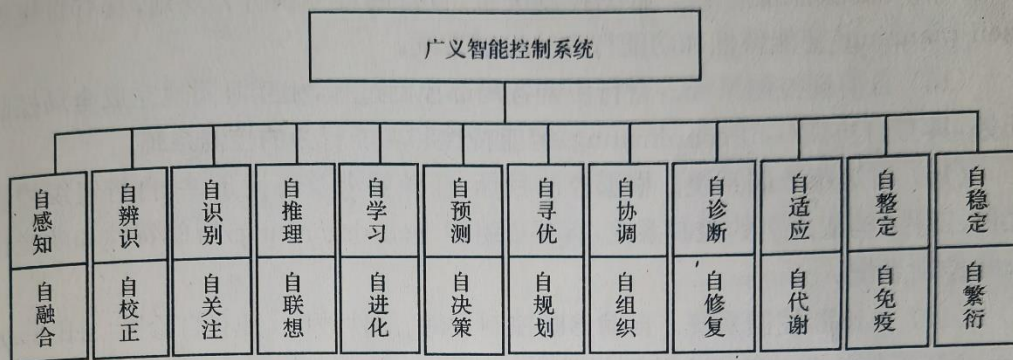 广义智能控制系统
自感知
自辨识
自识别
自推理
自学习
自预测
自寻优
自协调
自诊断
自适应
自整定
自稳定
自融合
自校正
自关注
自联想
自进化
自决策
自规划
自组织
自修复
自代谢
自免疫
自繁衍